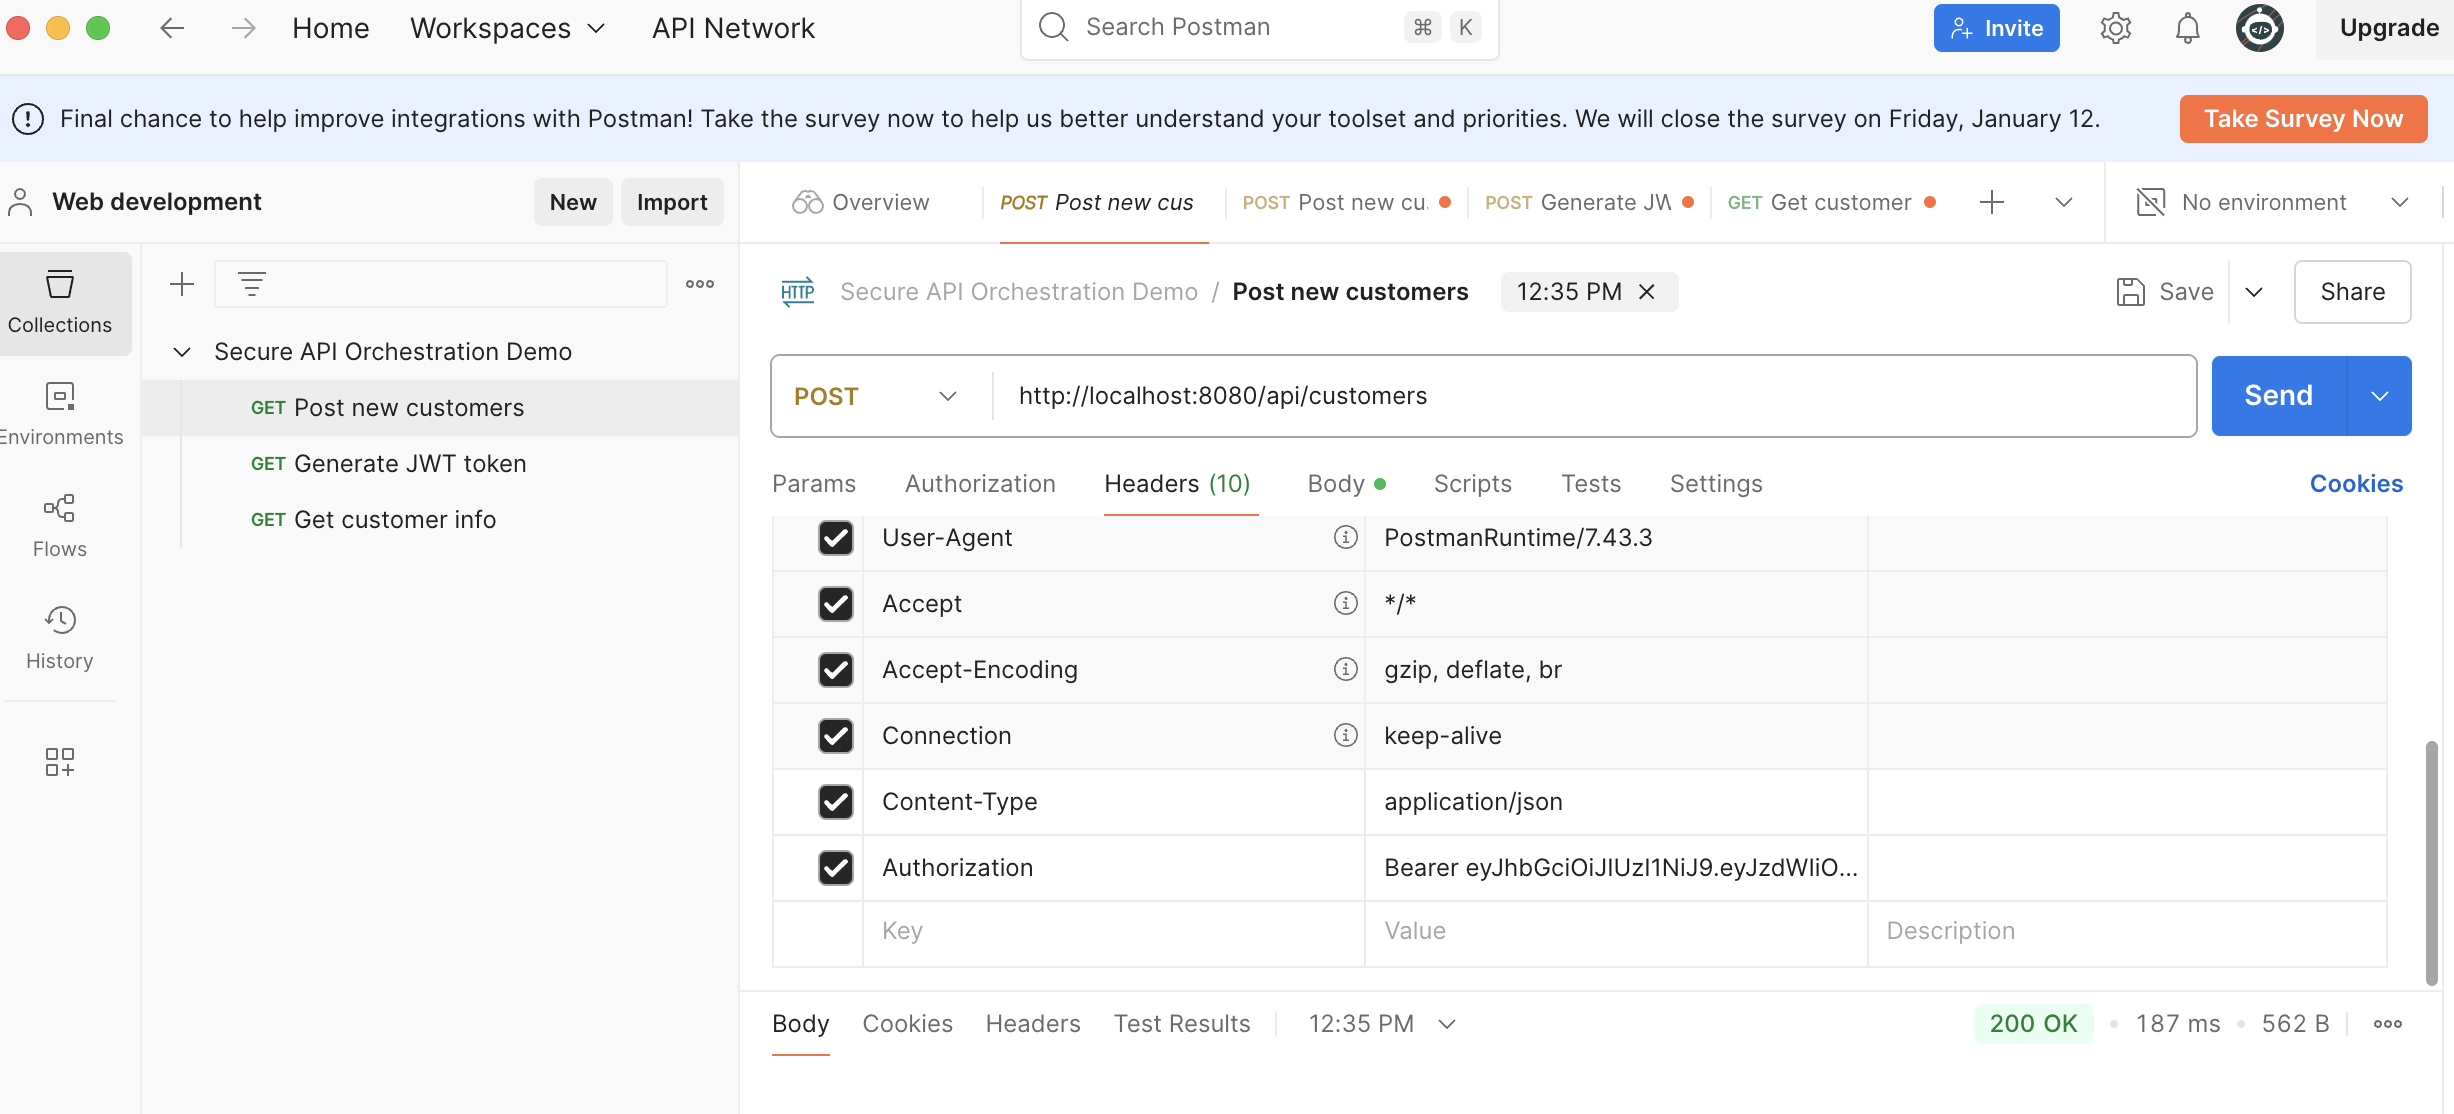 Home Workspaces API Network Search Postman ⌘ K Invite Upgrade
Final chance to help improve integrations with Postman! Take the survey now to help us better understand your toolset and priorities. We will close the survey on Friday, January 12. Take Survey Now
Web development New Import
Overview POST Post new cus POST Post new cu. POST Generate JW GET Get customer No environment
Collections
Environments
Flows
History
Secure API Orchestration Demo
GET Post new customers
GET Generate JWT token
GET Get customer info
HTTP Secure API Orchestration Demo / Post new customers 12:35 PM Save Share
POST http://localhost:8080/api/customers Send
Params Authorization Headers (10) Body Scripts Tests Settings Cookies
User-Agent PostmanRuntime/7.43.3
Accept */*
Accept-Encoding gzip, deflate, br
Connection keep-alive
Content-Type application/json
Authorization Bearer eyJhbGciOiJIUzI1NiJ9.eyJzdWIiO...
Key Value Description
Body Cookies Headers Test Results 12:35 PM 200 OK 187 ms 562 B